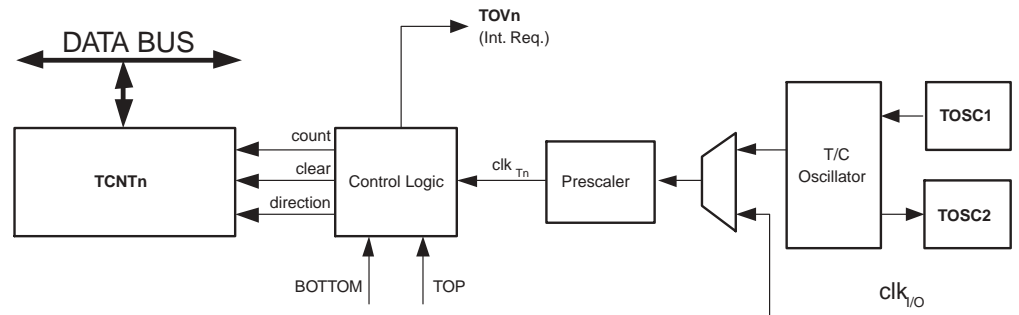 TOVn
(Int. Req.)
DATA BUS
TOSC1
count
TCNTn
clear
Control Logic
clk Tn
Prescaler
T/C
Oscillator
direction
TOSC2
BOTTOM
TOP
clk I/O